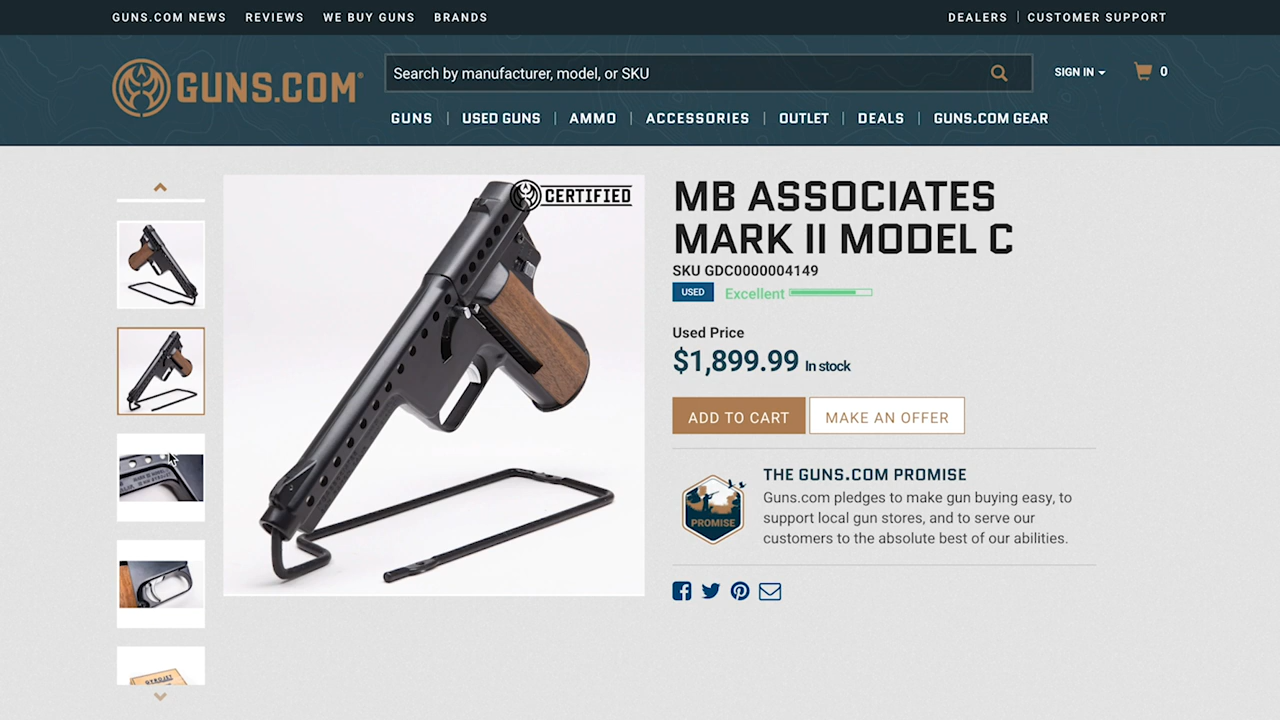 GUNS.COM NEWS REVIEWS WE BUY GUNS BRANDS DEALERS CUSTOMER SUPPORT
GUNS.COM®
Search by manufacturer, model, or SKU
SIGN IN
0
GUNS USED GUNS AMMO ACCESSORIES OUTLET DEALS GUNS.COM GEAR
CERTIFIED
MB ASSOCIATES
MARK II MODEL C
SKU GDC0000004149
USED Excellent
Used Price
$1,899.99 In stock
ADD TO CART MAKE AN OFFER
THE GUNS.COM PROMISE
Guns.com pledges to make gun buying easy, to
support local gun stores, and to serve our
customers to the absolute best of our abilities.
PROMISE